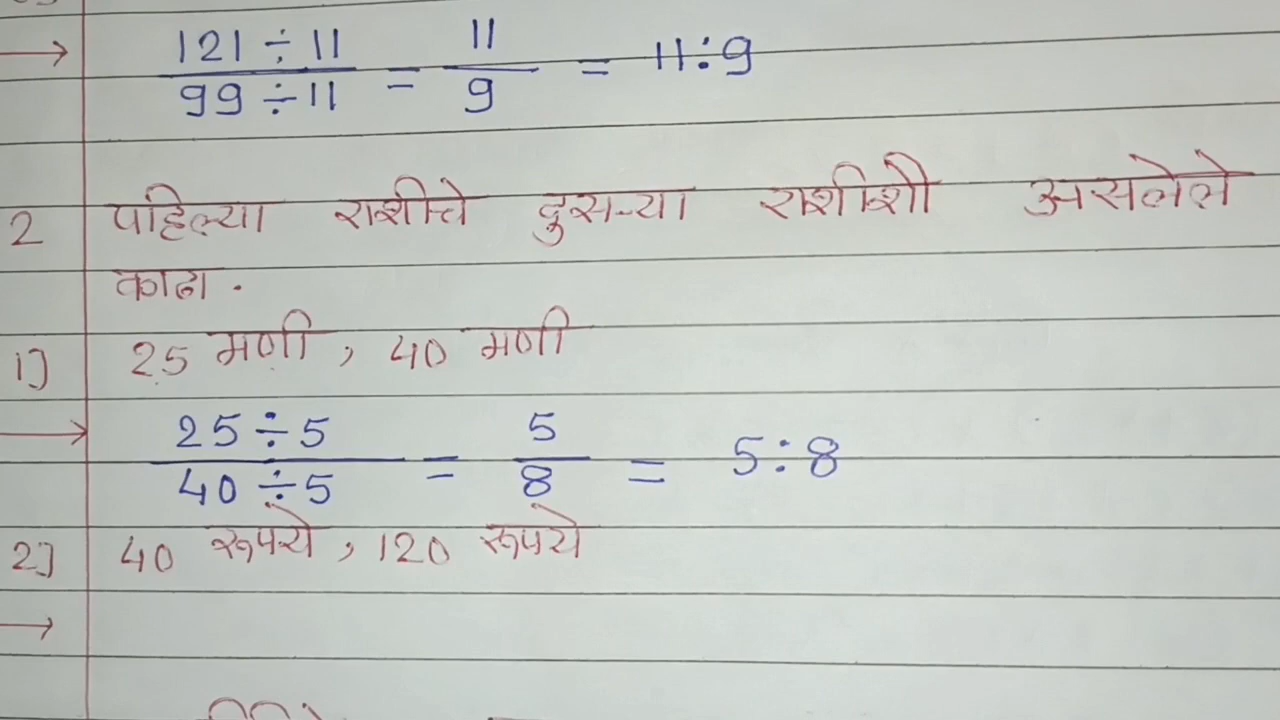 → 121 ÷ 11 / 99 ÷ 11 = 11 / 9 = 11:9
2 पहिल्या राशीचे दुसऱ्या राशीशी असलेले
काढा.
1) 25 मणी, 40 मणी
→ 25 ÷ 5 / 40 ÷ 5 = 5 / 8 = 5:8
2) 40 रूपये, 120 रूपये
→